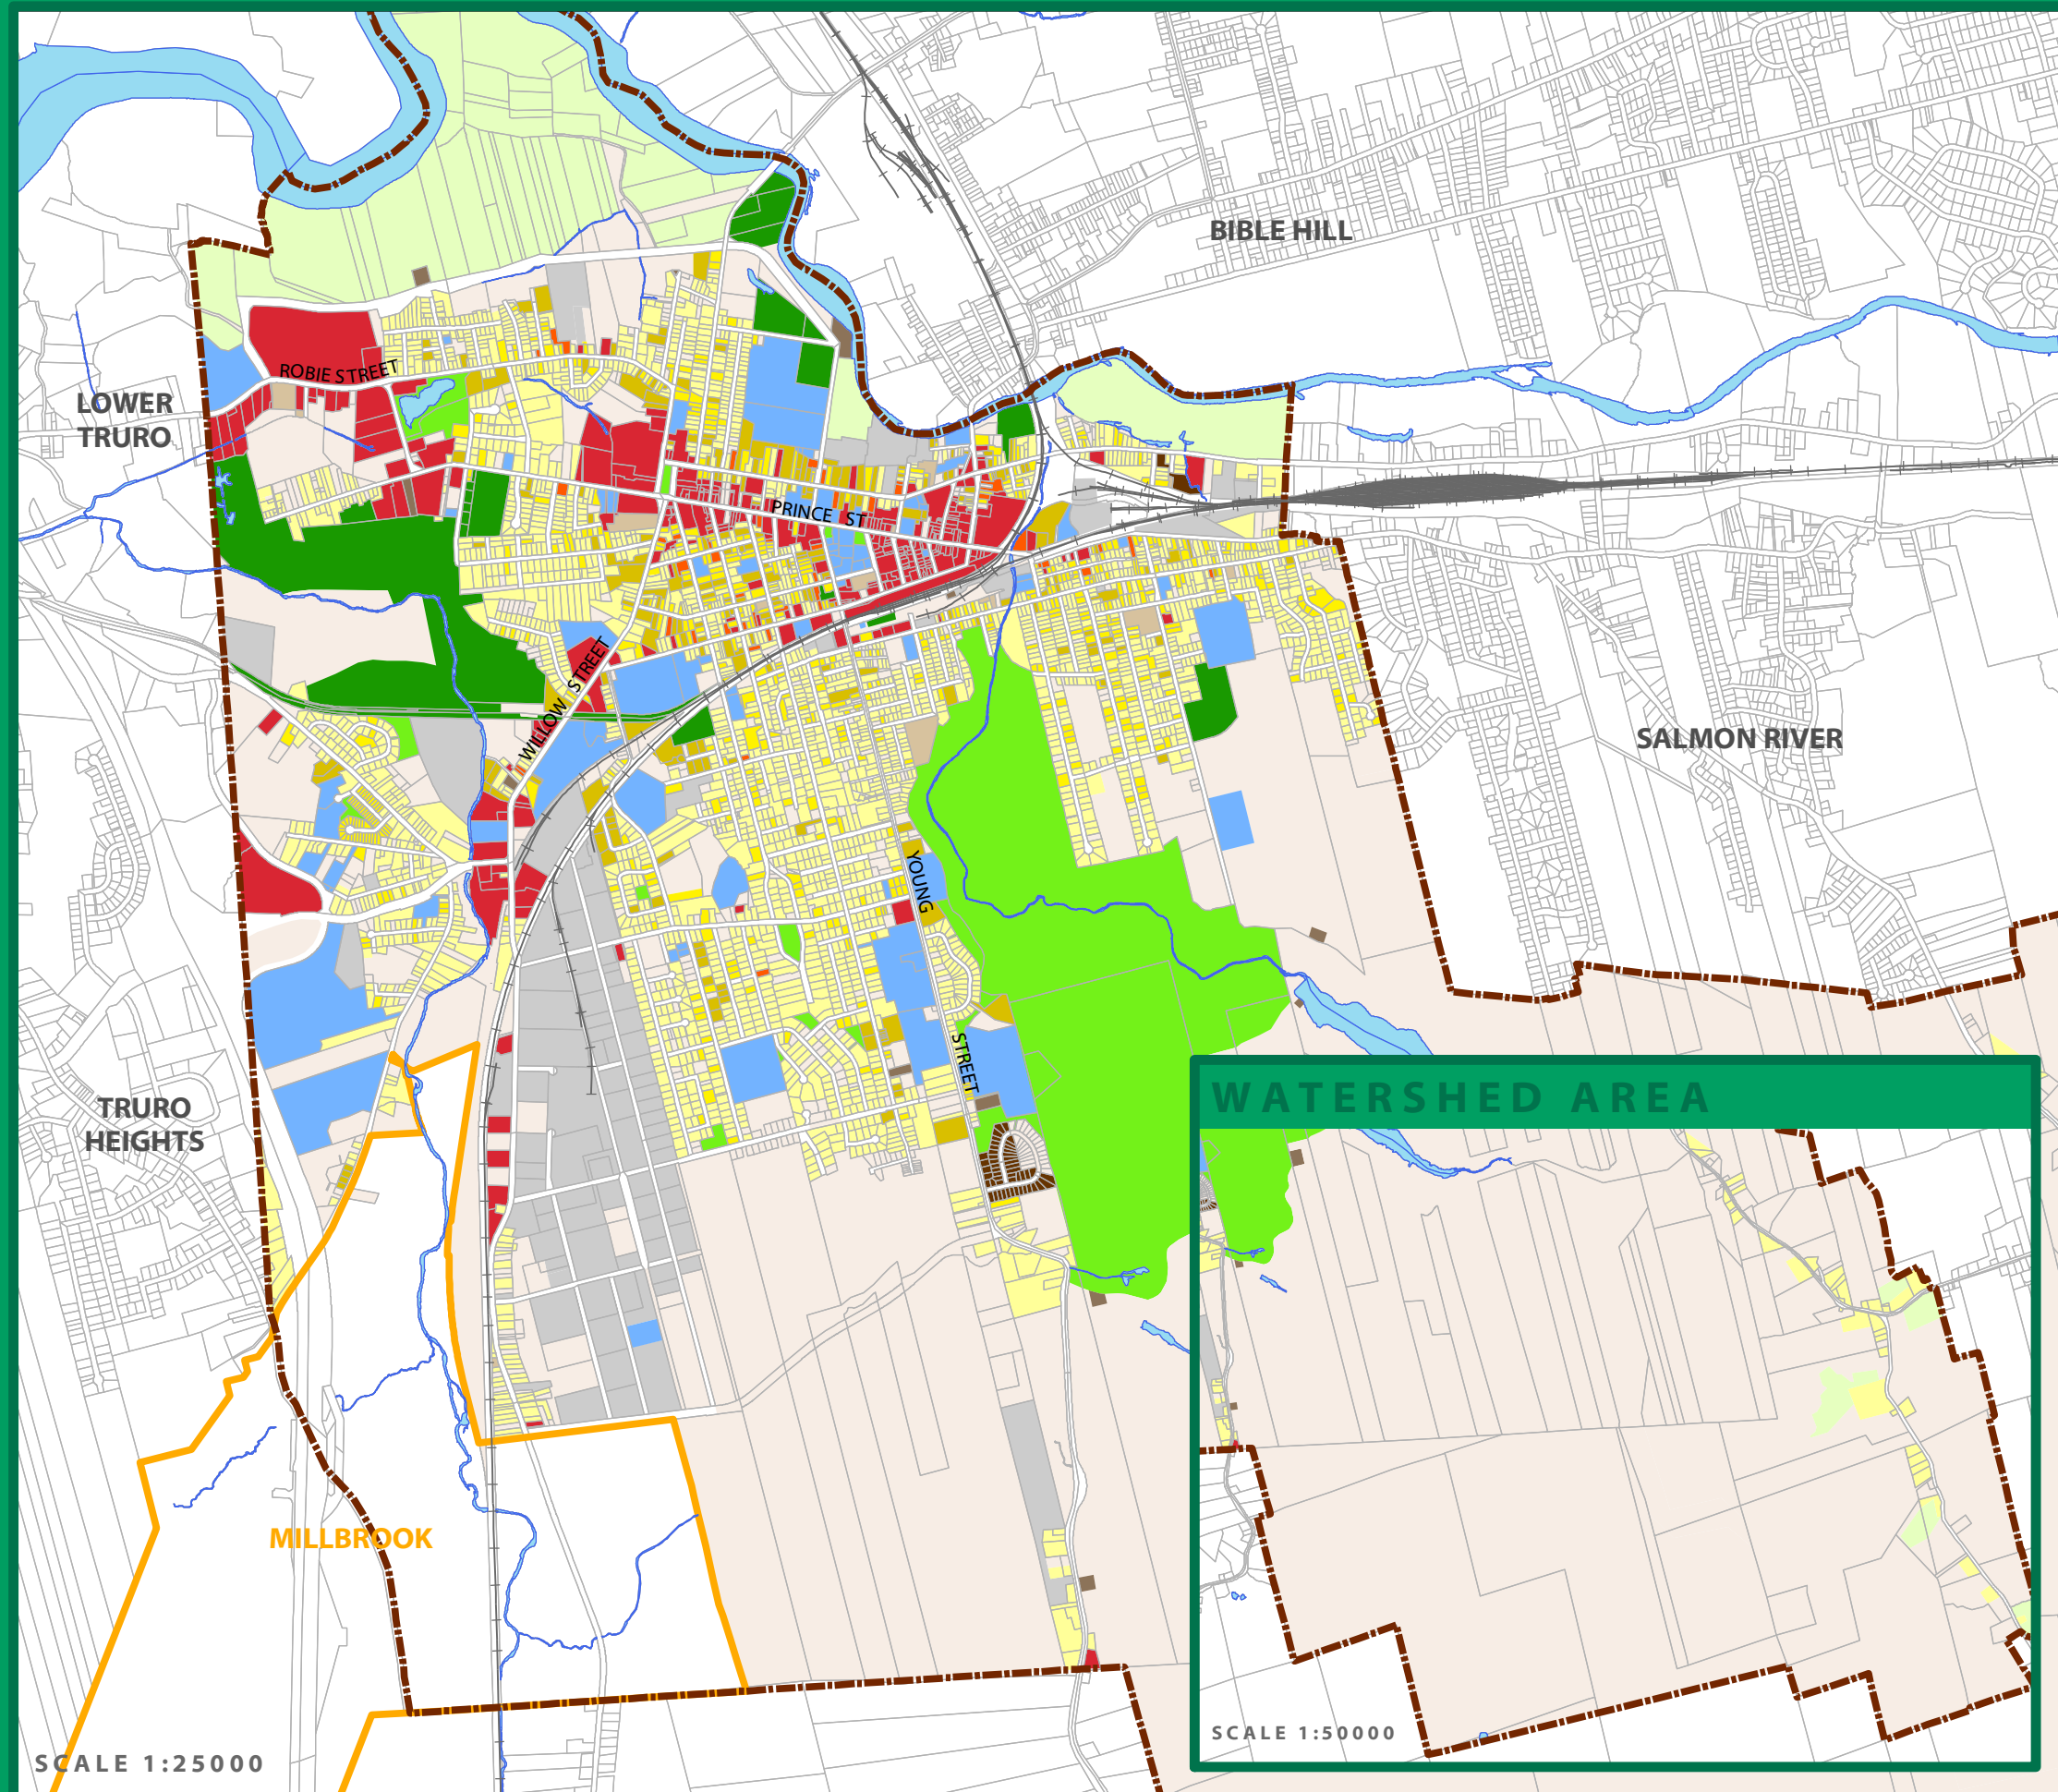 BIBLE HILL
ROBIE STREET
LOWER
TRURO
PRINCE ST
WILLOW STREET
SALMON RIVER
YOUNG
STREET
TRURO
HEIGHTS
WATERSHED AREA
MILLBROOK
SCALE 1:50000
SCALE 1:25000